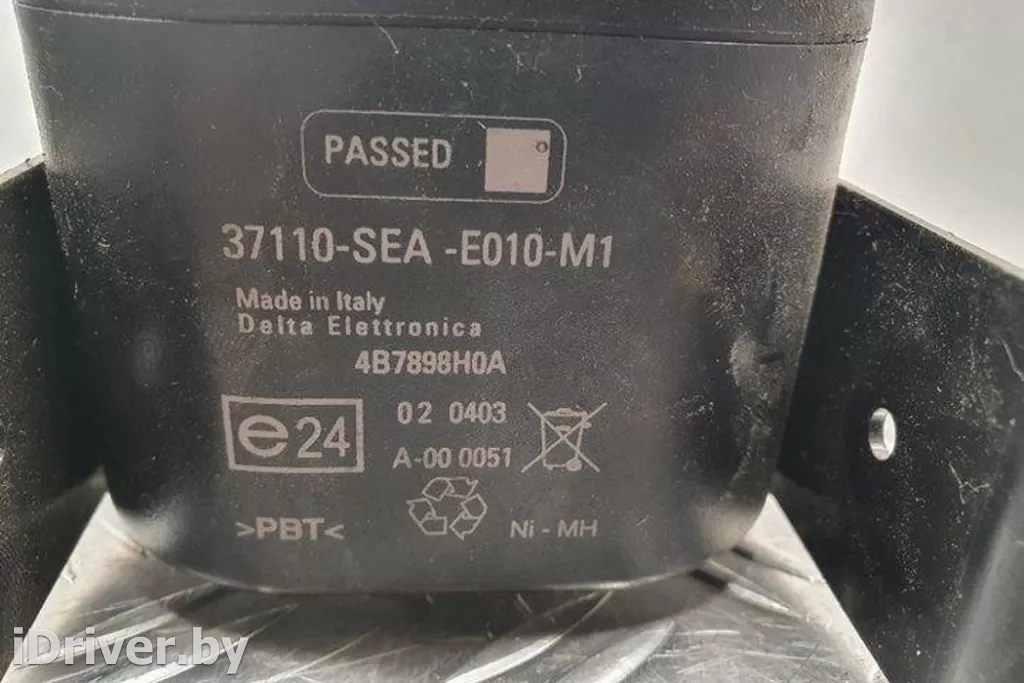 PASSED
37110-SEA -E010-M1
Made in Italy
Delta Elettronica
4B7898H0A
e24
02 0403
A-00 0051
>PBT<
Ni - MH
iDriver.by